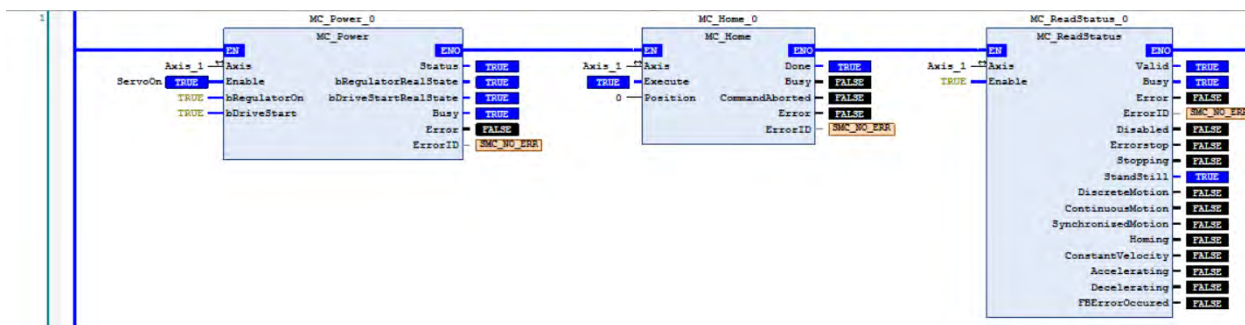 1
MC_Power_0
MC_Power
EN ENO
Axis_1 Axis Status TRUE
ServoOn TRUE Enable bRegulatorRealState TRUE
TRUE bRegulatorOn bDriveStartRealState TRUE
TRUE bDriveStart Busy TRUE
Error FALSE
ErrorID SMC_NO_ERR
MC_Home_0
MC_Home
EN ENO
Axis_1 Axis Done TRUE
TRUE Execute Busy FALSE
0 Position CommandAborted FALSE
Error FALSE
ErrorID SMC_NO_ERR
MC_ReadStatus_0
MC_ReadStatus
EN ENO
Axis_1 Axis Valid TRUE
TRUE Enable Busy TRUE
Error FALSE
ErrorID SMC_NO_ERR
Disabled FALSE
Errorstop FALSE
Stopping FALSE
StandStill TRUE
DiscreteMotion FALSE
ContinuousMotion FALSE
SynchronizedMotion FALSE
Homing FALSE
ConstantVelocity FALSE
Accelerating FALSE
Decelerating FALSE
FBErrorOccured FALSE